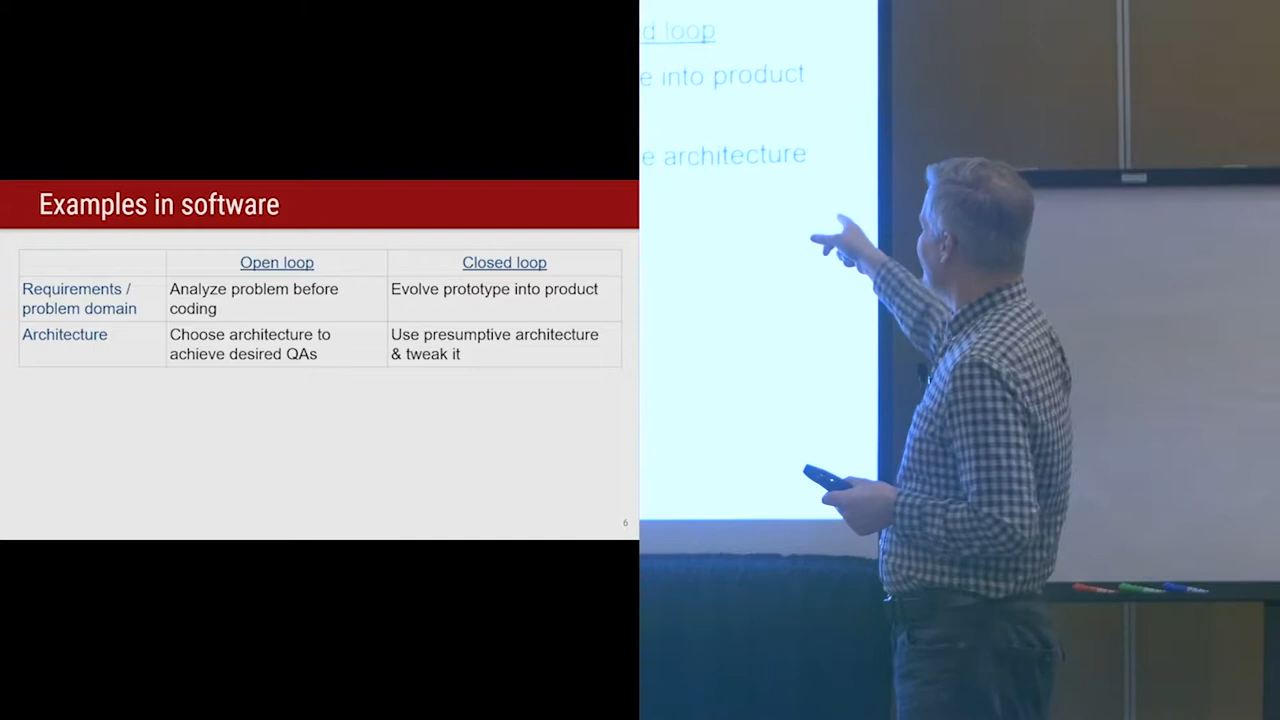 Examples in software
Open loop
Closed loop
Requirements /
problem domain
Analyze problem before
coding
Evolve prototype into product
Architecture
Choose architecture to
achieve desired QAs
Use presumptive architecture
& tweak it
6
d loop
e into product
e architecture